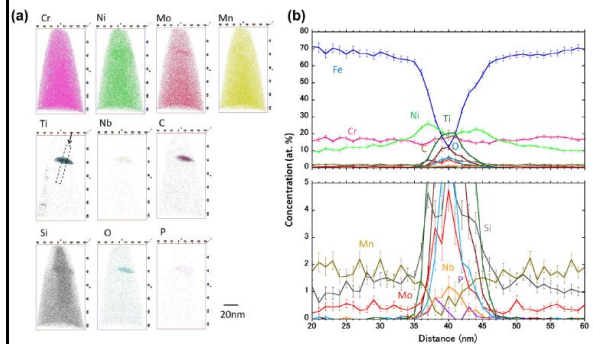 (a)
Cr Ni Mo Mn
Ti Nb C
Si O P
20nm
(b)
Concentration (at. %)
80
70
60
50
40
30
20
10
0
Fe
Ni Ti
Cr
C O
5
4
3
2
1
0
Mn
Si
Nb
P
Mo
20 25 30 35 40 45 50 55 60
Distance (nm)